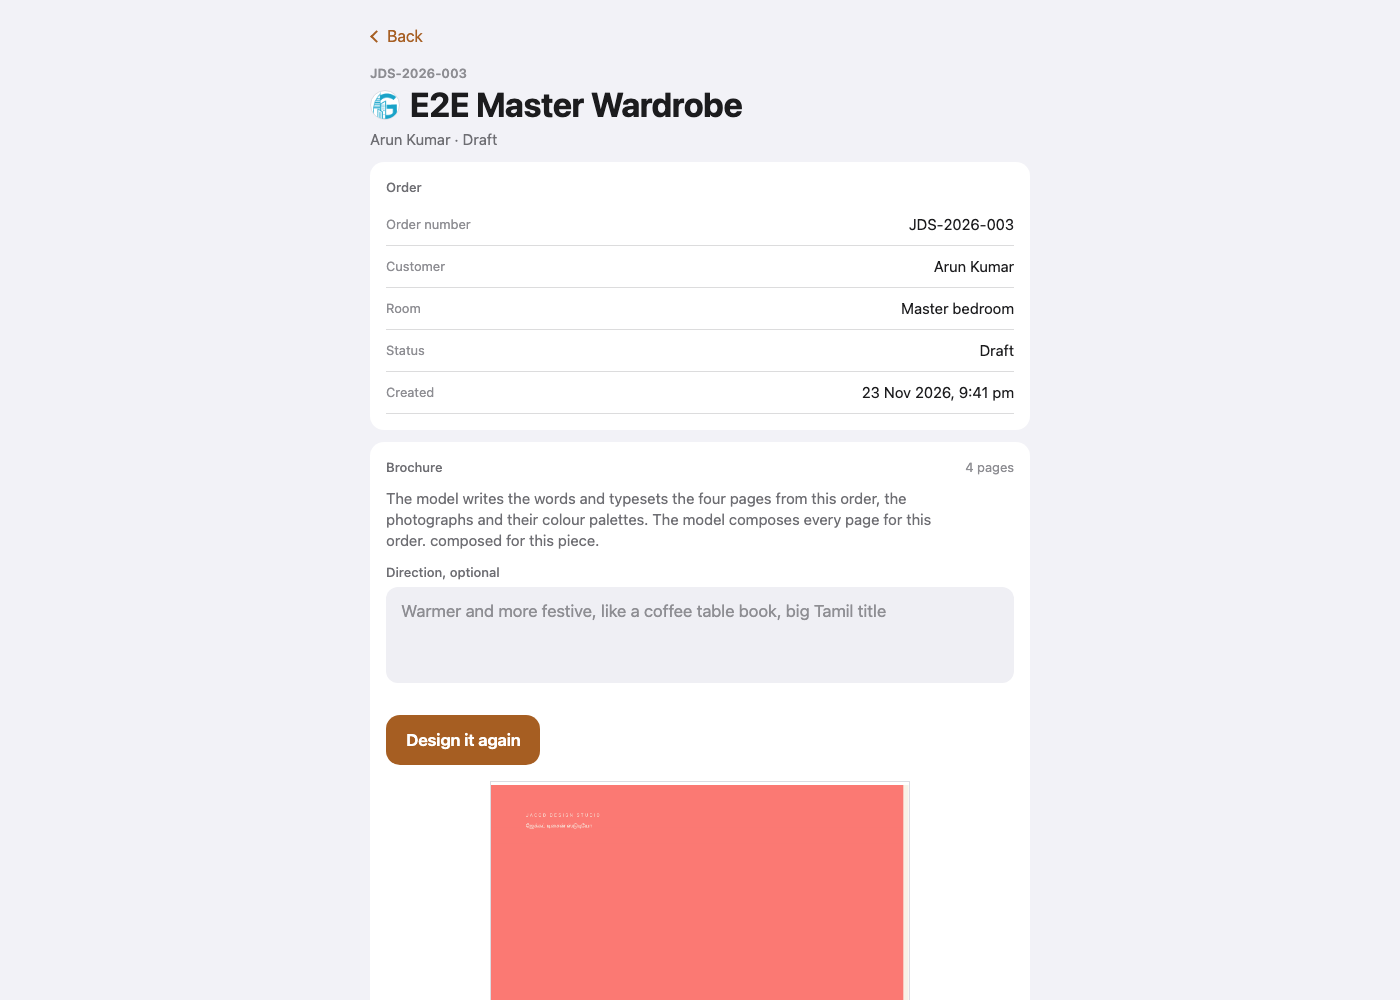 Back
JDS-2026-003
E2E Master Wardrobe
Arun Kumar · Draft
Order
Order number JDS-2026-003
Customer Arun Kumar
Room Master bedroom
Status Draft
Created 23 Nov 2026, 9:41 pm
Brochure 4 pages
The model writes the words and typesets the four pages from this order, the
photographs and their colour palettes. The model composes every page for this
order. composed for this piece.
Direction, optional
Warmer and more festive, like a coffee table book, big Tamil title
Design it again
DESIGN STUDIO